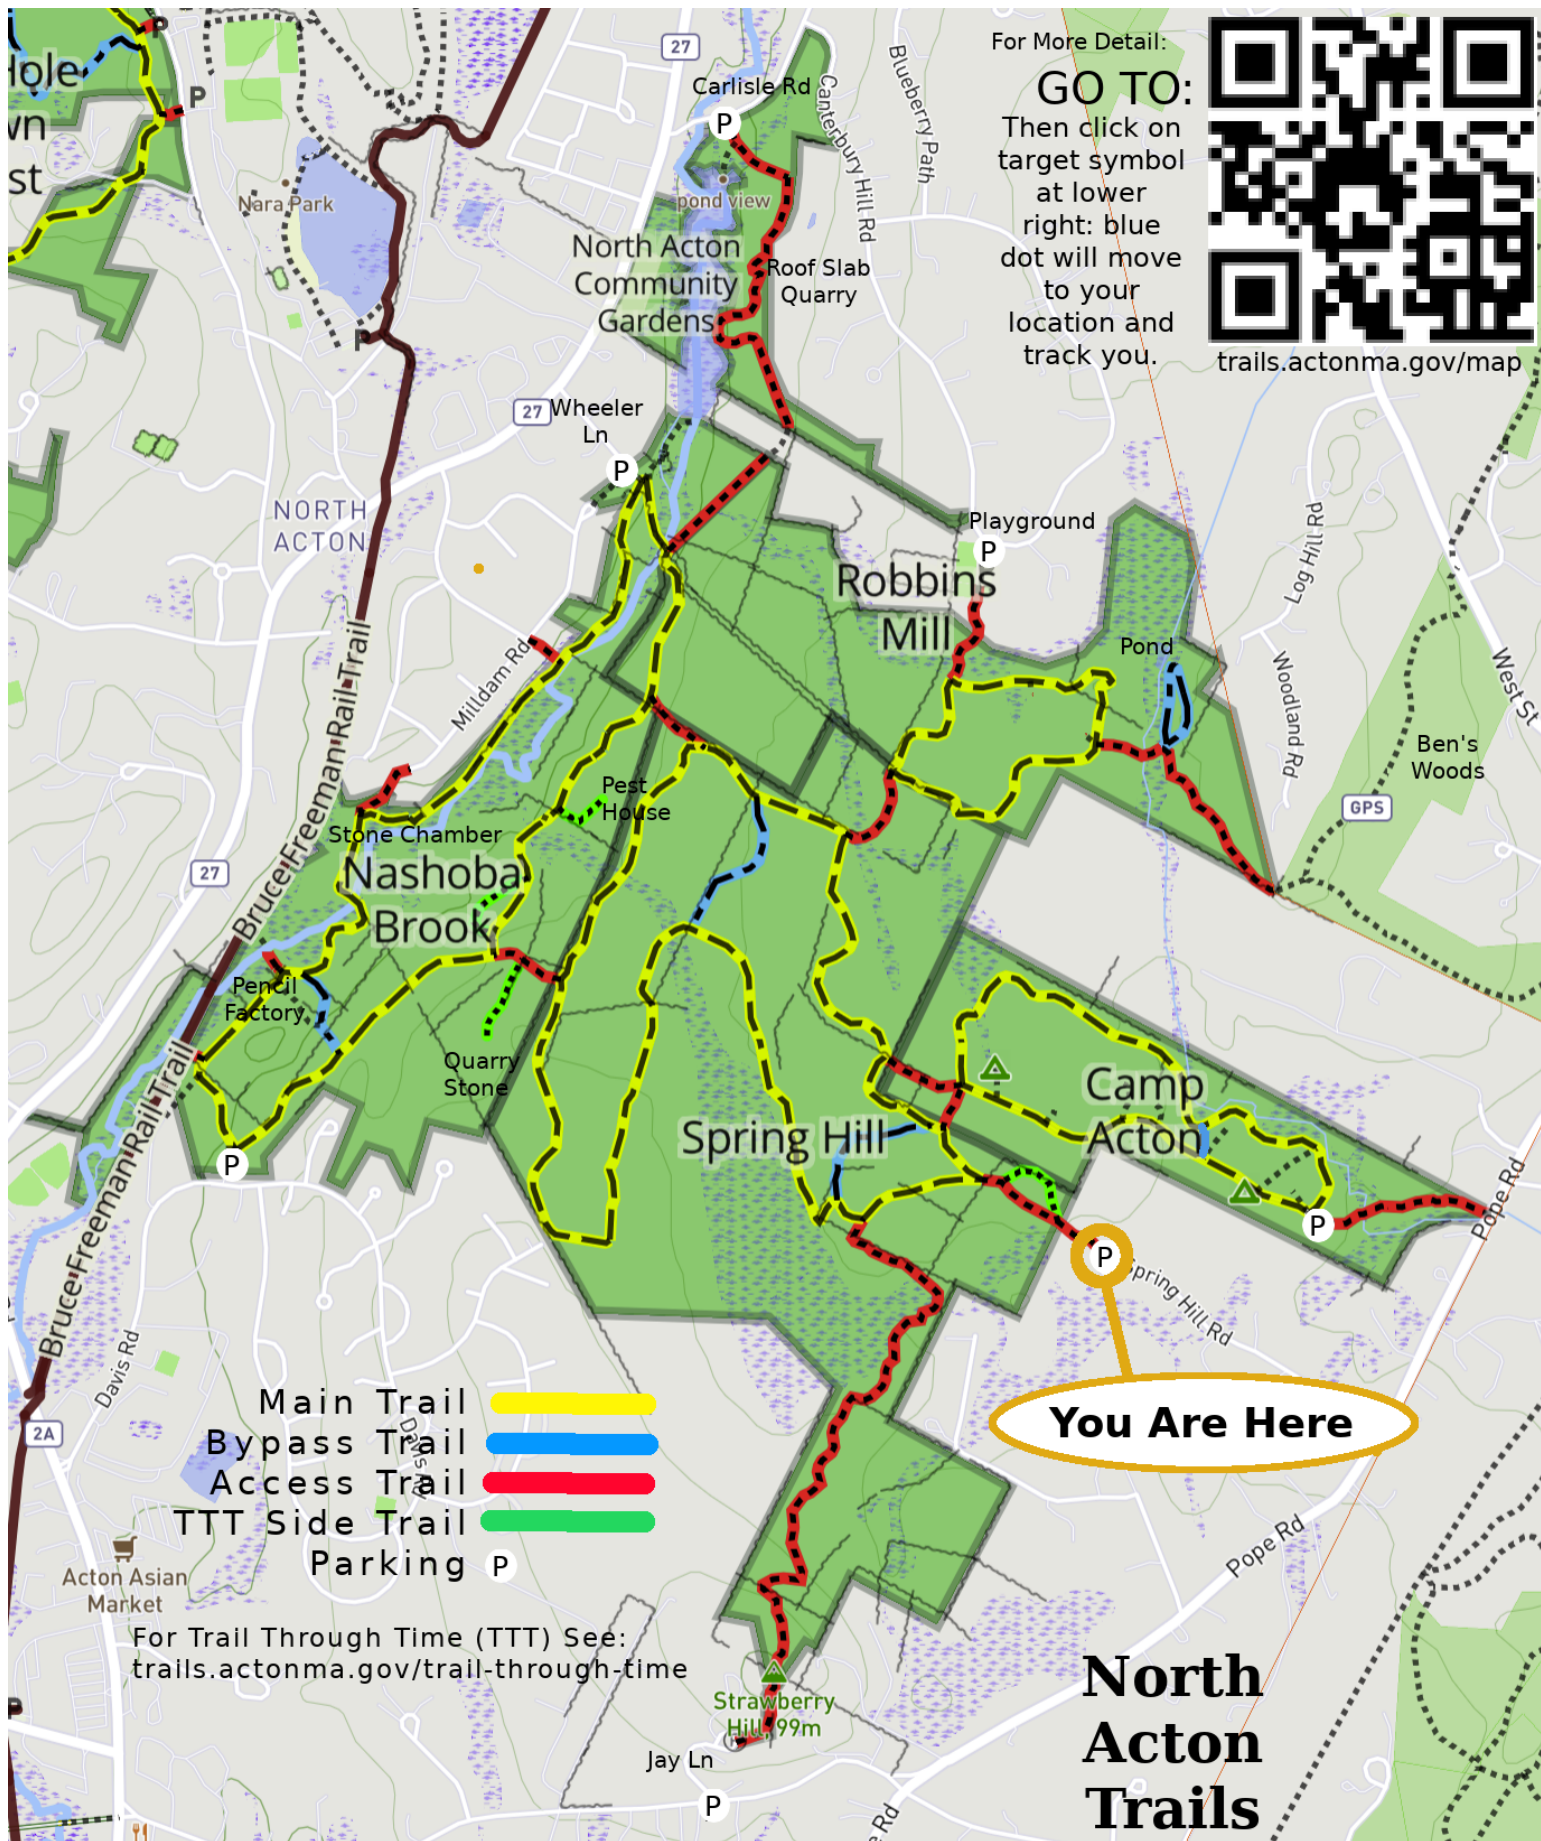 For More Detail:
GO TO:
Then click on
target symbol
at lower
right: blue
dot will move
to your
location and
track you.
trails.actonma.gov/map
P
P
27
Carlisle Rd
P
Canterbury Hill Rd
Blueberry Path
Hole
wn
st
Nara Park
pond view
North Acton
Community
Gardens
Roof Slab
Quarry
P
27
Wheeler
Ln
P
NORTH
ACTON
Playground
P
Robbins
Mill
Log Hill Rd
Pond
Woodland Rd
West St
Milldam Rd
Ben's
Woods
GPS
Pest
House
Stone Chamber
Nashoba
Brook
27
Bruce Freeman Rail Trail
Pencil
Factory
Quarry
Stone
Spring Hill
Camp
Acton
P
P
P
Pope Rd
Spring Hill Rd
Bruce Freeman Rail Trail
You Are Here
Davis Rd
Davis Rd
2A
Main Trail
Bypass Trail
Access Trail
TTT Side Trail
Parking P
Acton Asian
Market
For Trail Through Time (TTT) See:
trails.actonma.gov/trail-through-time
Pope Rd
Strawberry
Hill, 99m
Jay Ln
P
P
e Rd
North
Acton
Trails